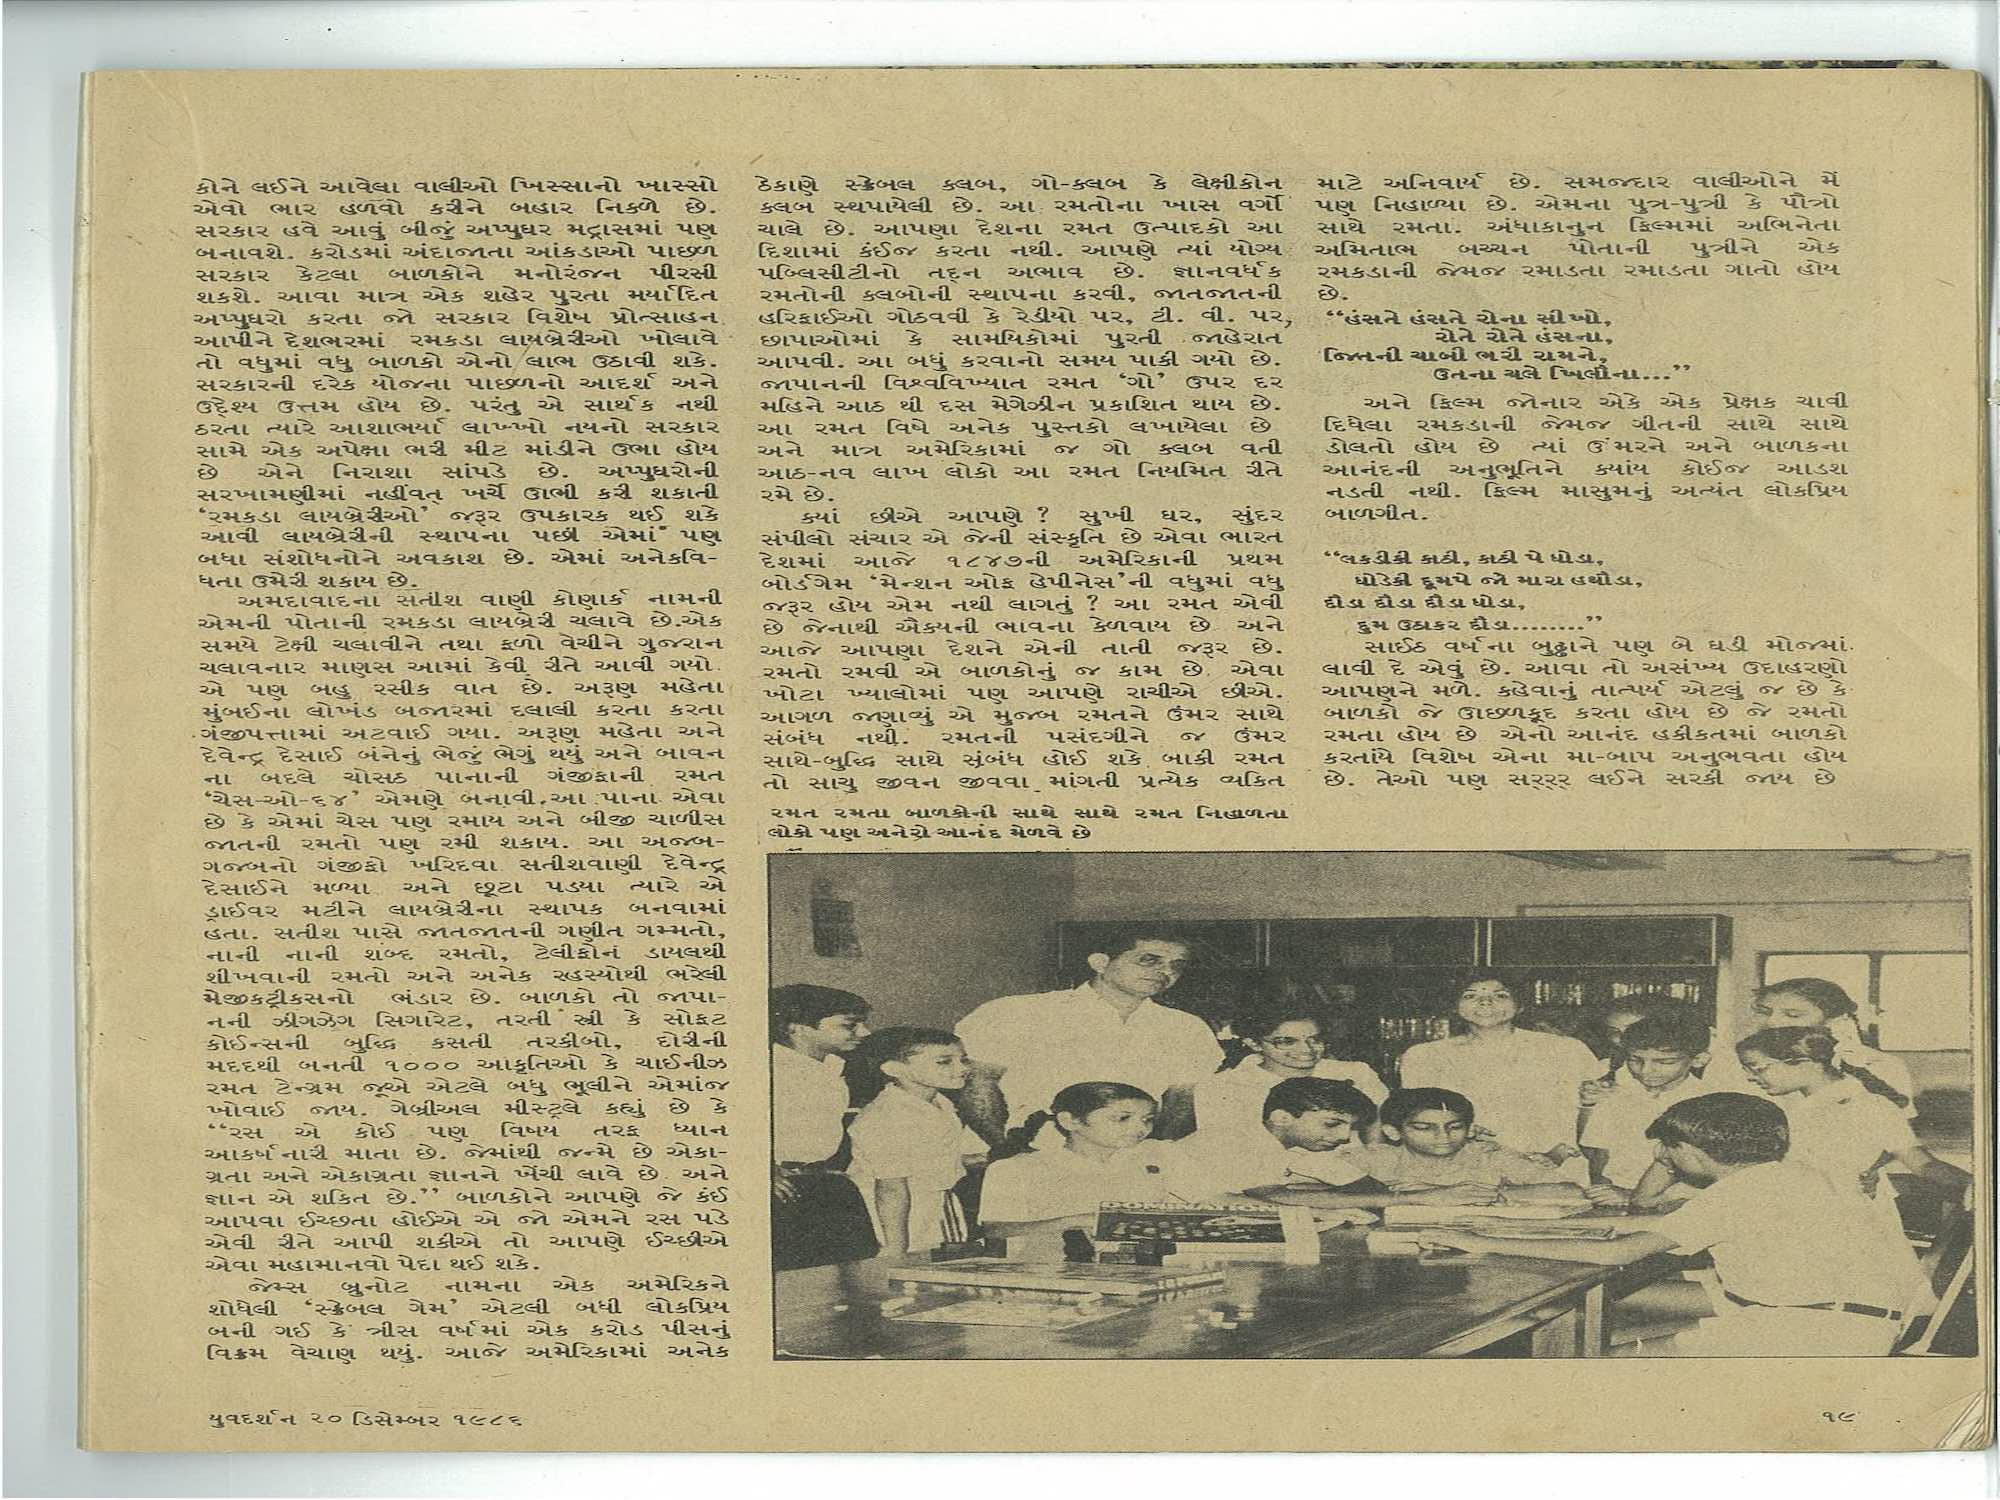 કોને લઈને આવેલા વાલીઓ ખિસ્સાનો ખાસ્સો
એવો ભાર હળવો કરીને બહાર નિકળે છે.
સરકાર હવે આવું બીજું અપ્પુઘર મદ્રાસમાં પણ
બનાવશે. કરોડમાં અંદાજાતા આંકડાઓ પાછળ
સરકાર કેટલા બાળકોને મનોરંજન પીરસી
શકશે. આવા માત્ર એક શહેર પુરતા મર્યાદિત
અપ્પુઘરો કરતા જો સરકાર વિશેષ પ્રોત્સાહન
આપીને દેશભરમાં રમકડા લાયબ્રેરીઓ ખોલાવે
તો વધુમાં વધુ બાળકો એનો લાભ ઉઠાવી શકે.
સરકારની દરેક યોજના પાછળનો આદર્શ અને
ઉદ્દેશ્ય ઉત્તમ હોય છે. પરંતુ એ સાર્થક નથી
ઠરતા ત્યારે આશાભર્યા લાખ્ખો નયનો સરકાર
સામે એક અપેક્ષા ભરી મીટ માંડીને ઉભા હોય
છે એને નિરાશા સાંપડે છે. અપ્પુઘરોની
સરખામણીમાં નહીંવત્ ખર્ચે ઊભી કરી શકાતી
‘રમકડા લાયબ્રેરીઓ’ જરૂર ઉપકારક થઈ શકે
આવી લાયબ્રેરીની સ્થાપના પછી એમાં પણ
બધા સંશોધનોને અવકાશ છે. એમાં અનેકવિ-
ધતા ઉમેરી શકાય છે.
અમદાવાદના સતીશ વાણી કોણાર્ક નામની
એમની પોતાની રમકડા લાયબ્રેરી ચલાવે છે.એક
સમયે ટેક્ષી ચલાવીને તથા ફળો વેચીને ગુજરાન
ચલાવનાર માણસ આમાં કેવી રીતે આવી ગયો
એ પણ બહુ રસીક વાત છે. અરૂણ મહેતા
મુંબઈના લોખંડ બજારમાં દલાલી કરતા કરતા
ગંજીપત્તામાં અટવાઈ ગયા. અરૂણ મહેતા અને
દેવેન્દ્ર દેસાઈ બંનેનું ભેજું ભેગું થયું અને બાવન
ના બદલે ચોસઠ પાનાની ગંજીફાની રમત
‘ચેસ-ઓ-૬૪’ એમણે બનાવી.આ પાના એવા
છે કે એમાં ચેસ પણ રમાય અને બીજી ચાળીસ
જાતની રમતો પણ રમી શકાય. આ અજબ-
ગજબનો ગંજીફો ખરિદવા સતીશવાણી દેવેન્દ્ર
દેસાઈને મળ્યા અને છૂટા પડયા ત્યારે એ
ડ્રાઈવર મટીને લાયબ્રેરીના સ્થાપક બનવામાં
હતા. સતીશ પાસે જાતજાતની ગણીત ગમ્મતો,
નાની નાની શબ્દ રમતો, ટેલીફોન ડાયલથી
શીખવાની રમતો અને અનેક રહસ્યોથી ભરેલી
મેજીકટ્રીકસનો ભંડાર છે. બાળકો તો જાપા-
નની ઝીગઝેગ સિગારેટ, તરતી સ્ત્રી કે સોફટ
કોઈન્સની બુદ્ધિ કસતી તરકીબો, દોરીની
મદદથી બનતી ૧૦૦૦ આકૃતિઓ કે ચાઈનીઝ
રમત ટેન્ગ્રમ જૂએ એટલે બધુ ભૂલીને એમાંજ
ખોવાઈ જાય. ગેબ્રીઅલ મીસ્ટ્રલે કહ્યું છે કે
“રસ એ કોઈ પણ વિષય તરફ ધ્યાન
આકર્ષનારી માતા છે. જેમાંથી જન્મે છે એકા-
ગ્રતા અને એકાગ્રતા જ્ઞાનને ખેંચી લાવે છે અને
જ્ઞાન એ શકિત છે.” બાળકોને આપણે જે કંઈ
આપવા ઈચ્છતા હોઈએ એ જો એમને રસ પડે
એવી રીતે આપી શકીએ તો આપણે ઈચ્છીએ
એવા મહામાનવો પેદા થઈ શકે.
જેમ્સ બ્રુનોટ નામના એક અમેરિકને
શોધેલી ‘સ્ક્રેબલ ગેમ’ એટલી બધી લોકપ્રિય
બની ગઈ કે ત્રીસ વર્ષમાં એક કરોડ પીસનું
વિક્રમ વેચાણ થયું. આજે અમેરિકામાં અનેક
ઠેકાણે સ્ક્રેબલ કલબ, ગો-કલબ કે લેક્ષીકોન
કલબ સ્થપાયેલી છે. આ રમતોના ખાસ વર્ગો
ચાલે છે. આપણા દેશના રમત ઉત્પાદકો આ
દિશામાં કંઈજ કરતા નથી. આપણે ત્યાં યોગ્ય
પબ્લિસીટીનો તદ્દન અભાવ છે. જ્ઞાનવર્ધક
રમતોની કલબોની સ્થાપના કરવી, જાતજાતની
હરિફાઈઓ ગોઠવવી કે રેડીયો પર, ટી. વી. પર,
છાપાઓમાં કે સામયિકોમાં પુરતી જાહેરાત
આપવી. આ બધું કરવાનો સમય પાકી ગયો છે.
જાપાનની વિશ્વવિખ્યાત રમત ‘ગો’ ઉપર દર
મહિને આઠ થી દસ મેગેઝીન પ્રકાશિત થાય છે.
આ રમત વિષે અનેક પુસ્તકો લખાયેલા છે
અને માત્ર અમેરિકામાં જ ગો કલબ વતી
આઠ-નવ લાખ લોકો આ રમત નિયમિત રીતે
રમે છે.
કયાં છીએ આપણે ? સુખી ઘર, સુંદર
સંપીલો સંચાર એ જેની સંસ્કૃતિ છે એવા ભારત
દેશમાં આજે ૧૮૪૭ની અમેરિકાની પ્રથમ
બોર્ડગેમ ‘મેન્શન ઓફ હેપીનેસ’ની વધુમાં વધુ
જરૂર હોય એમ નથી લાગતું ? આ રમત એવી
છે જેનાથી ઐક્યની ભાવના કેળવાય છે અને
આજે આપણા દેશને એની તાતી જરૂર છે.
રમતો રમવી એ બાળકોનું જ કામ છે એવા
ખોટા ખ્યાલોમાં પણ આપણે રાચીએ છીએ.
આગળ જણાવ્યું એ મુજબ રમતને ઉંમર સાથે
સંબંધ નથી. રમતની પસંદગીને જ ઉંમર
સાથે-બુદ્ધિ સાથે સંબંધ હોઈ શકે બાકી રમત
તો સાચુ જીવન જીવવા માંગતી પ્રત્યેક વ્યકિત
માટે અનિવાર્ય છે. સમજદાર વાલીઓને મેં
પણ નિહાળ્યા છે. એમના પુત્ર-પુત્રી કે પૌત્રો
સાથે રમતા. અંધાકાનુન ફિલ્મમાં અભિનેતા
અમિતાભ બચ્ચન પોતાની પુત્રીને એક
રમકડાની જેમજ રમાડતા રમાડતા ગાતો હોય
છે.
“હંસતે હંસતે રોના સીખો,
રોતે રોતે હંસના,
જિતની ચાબી ભરી રામને,
ઉતના ચલે ખિલૌના...”
અને ફિલ્મ જોનાર એકે એક પ્રેક્ષક ચાવી
દિધેલા રમકડાની જેમજ ગીતની સાથે સાથે
ડોલતો હોય છે ત્યાં ઉંમરને અને બાળકના
આનંદની અનુભૂતિને ક્યાંય કોઈજ આડશ
નડતી નથી. ફિલ્મ માસુમનું અત્યંત લોકપ્રિય
બાળગીત.
“લકડીકી કાઠી, કાઠી પે ઘોડા,
ઘોડેકી દૂમપે જો મારા હથૌડા,
દૌડા દૌડા દૌડા ઘોડા,
દુમ ઉઠાકર દૌડા........”
સાઈઠ વર્ષના બુઢ્ઢાને પણ બે ઘડી મોજમાં
લાવી દે એવું છે. આવા તો અસંખ્ય ઉદાહરણો
આપણને મળે. કહેવાનું તાત્પર્ય એટલું જ છે કે
બાળકો જે ઊછળકૂદ કરતા હોય છે જે રમતો
રમતા હોય છે એનો આનંદ હકીકતમાં બાળકો
કરતાંયે વિશેષ એના મા-બાપ અનુભવતા હોય
છે. તેઓ પણ સરર્‌ર્‌ લઈને સરકી જાય છે
રમત રમતા બાળકોની સાથે સાથે રમત નિહાળતા
લોકો પણ અનેરો આનંદ મેળવે છે
DOMINATION
યુવદર્શન ૨૦ ડિસેમ્બર ૧૯૮૬
૧૯